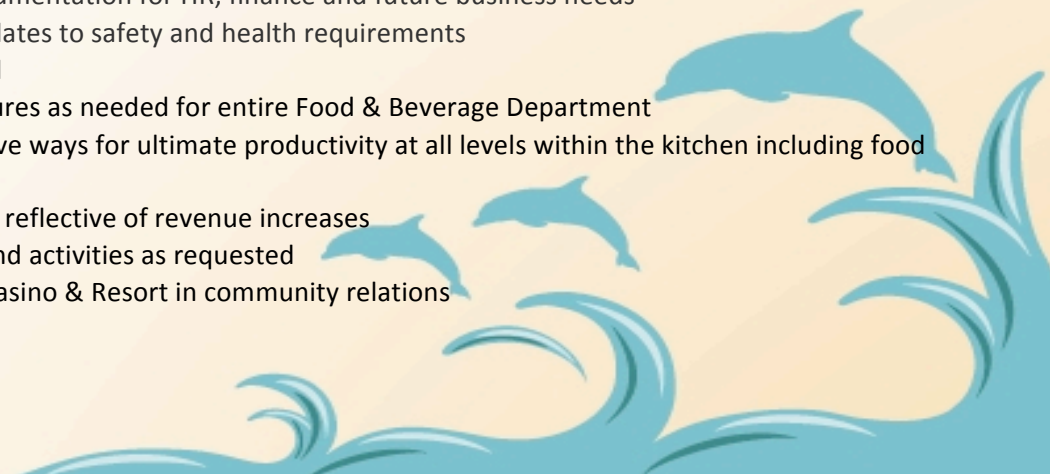 umentation for HR, finance and future business needs
lates to safety and health requirements
ures as needed for entire Food & Beverage Department
ve ways for ultimate productivity at all levels within the kitchen including food
reflective of revenue increases
nd activities as requested
asino & Resort in community relations